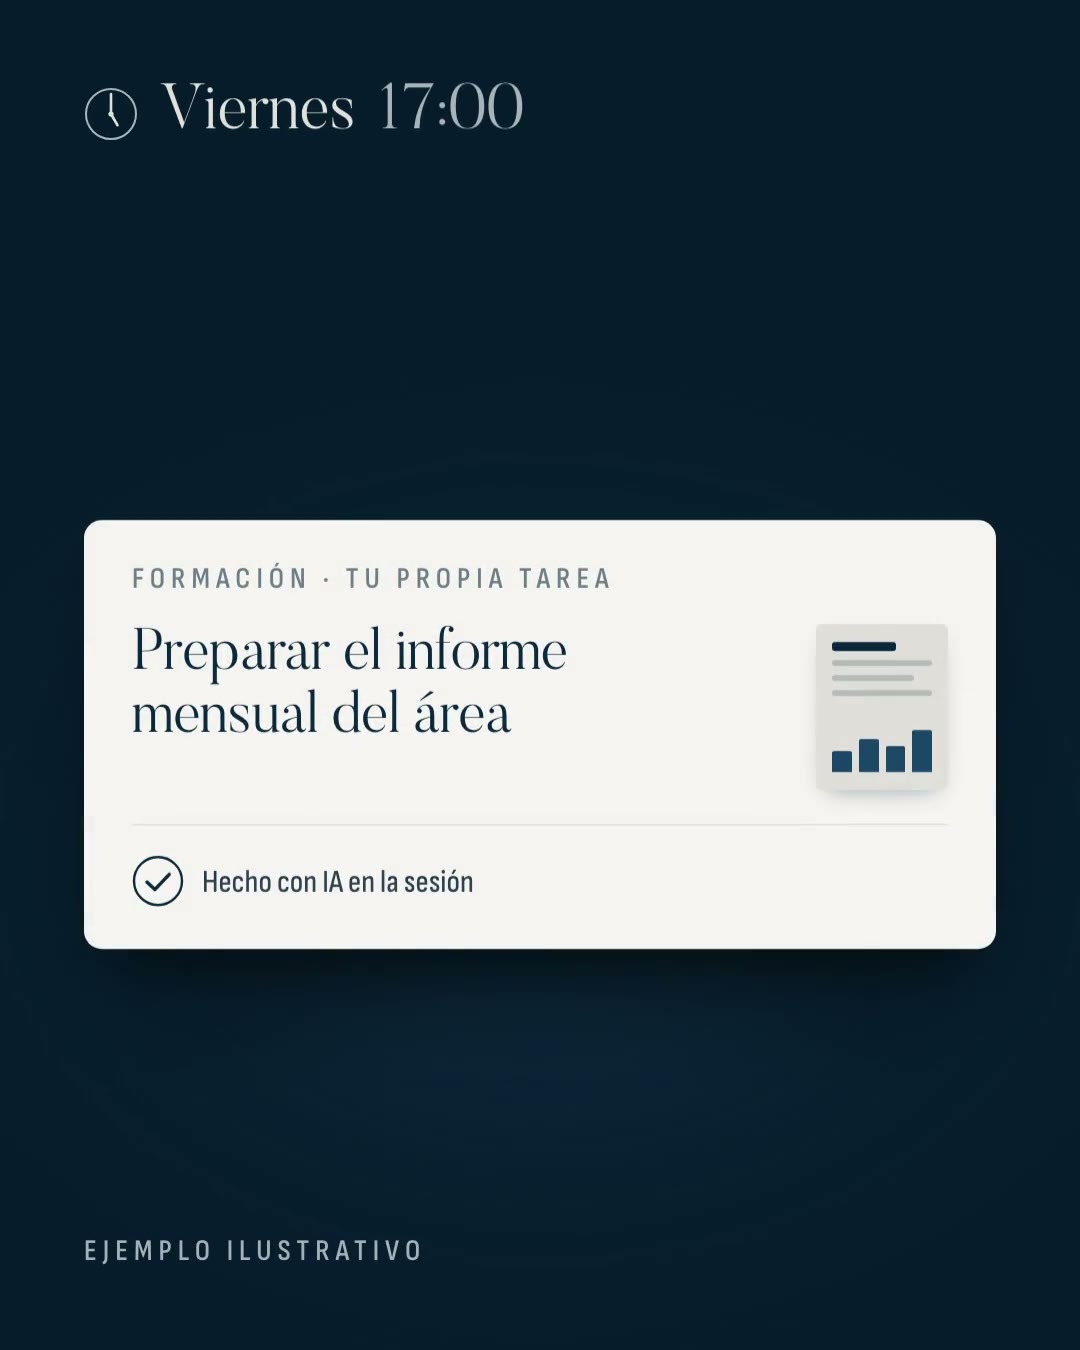 Viernes 17:00
FORMACIÓN · TU PROPIA TAREA
Preparar el informe
mensual del área
Hecho con IA en la sesión
EJEMPLO ILUSTRATIVO